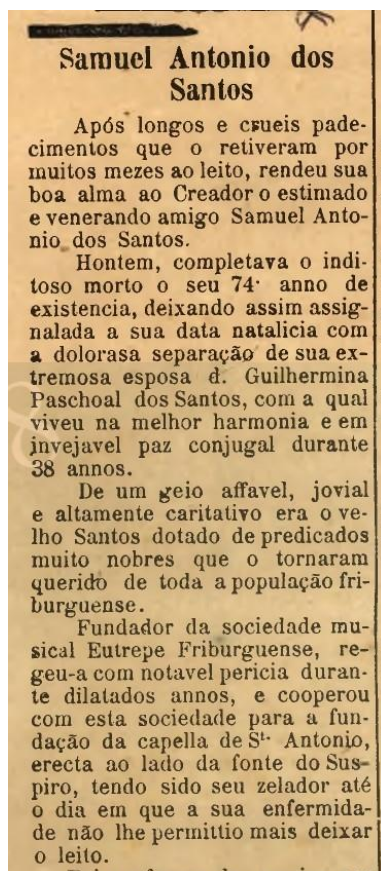 Samuel Antonio dos
Santos
Após longos e crueis pade-
cimentos que o retiveram por
muitos mezes ao leito, rendeu sua
boa alma ao Creador o estimado
e venerando amigo Samuel Anto-
nio dos Santos.
Hontem, completava o indi-
toso morto o seu 74· anno de
existencia, deixando assim assig-
nalada a sua data natalicia com
a dolorasa separação de sua ex-
tremosa esposa d. Guilhermina
Paschoal dos Santos, com a qual
viveu na melhor harmonia e em
invejavel paz conjugal durante
38 annos.
De um geio affavel, jovial
e altamente caritativo era o ve-
lho Santos dotado de predicados
muito nobres que o tornaram
querido de toda a população fri-
burguense.
Fundador da sociedade mu-
sical Eutrepe Friburguense, re-
geu-a com notavel pericia duran-
te dilatados annos, e cooperou
com esta sociedade para a fun-
dação da capella de St. Antonio,
erecta ao lado da fonte do Sus-
piro, tendo sido seu zelador até
o dia em que a sua enfermida-
de não lhe permittio mais deixar
o leito.